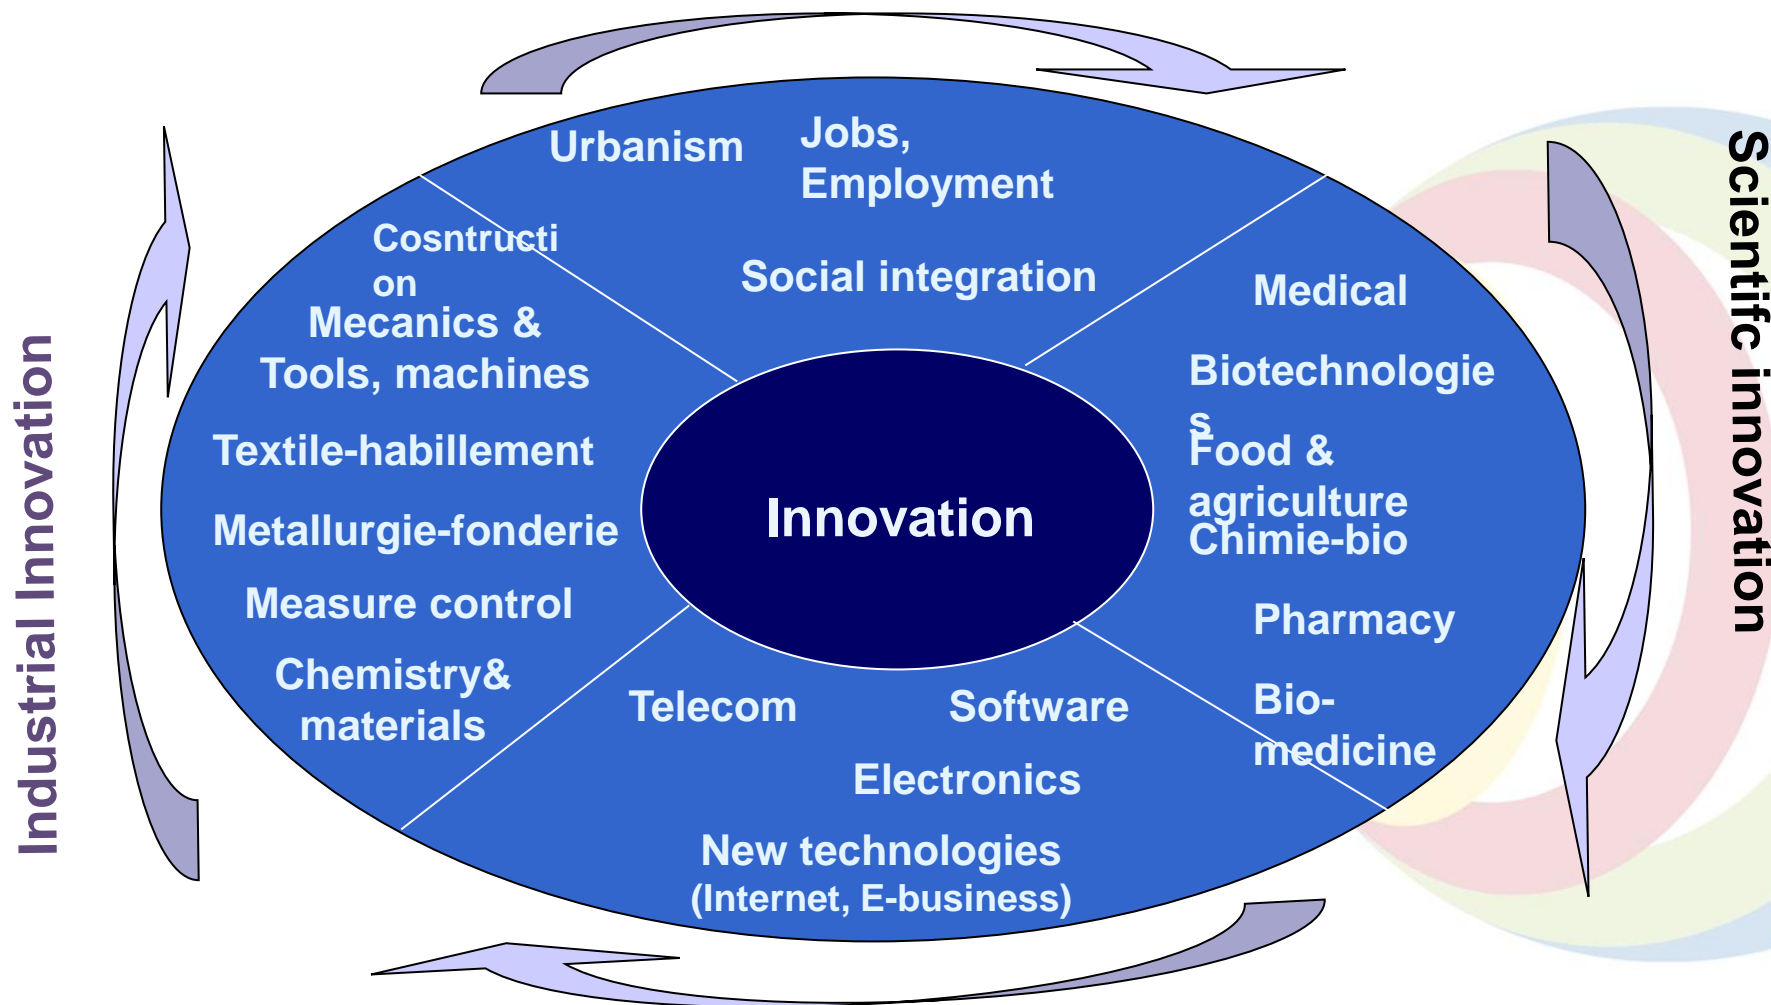 Urbanism
Jobs,
Employment
Social integration
Cosntructi
on
Mecanics &
Tools, machines
Textile-habillement
Metallurgie-fonderie
Measure control
Chemistry&
materials
Innovation
Medical
Biotechnologie
s
Food &
agriculture
Chimie-bio
Pharmacy
Bio-
medicine
Telecom
Software
Electronics
New technologies
(Internet, E-business)
Industrial Innovation
Scientifc innovation